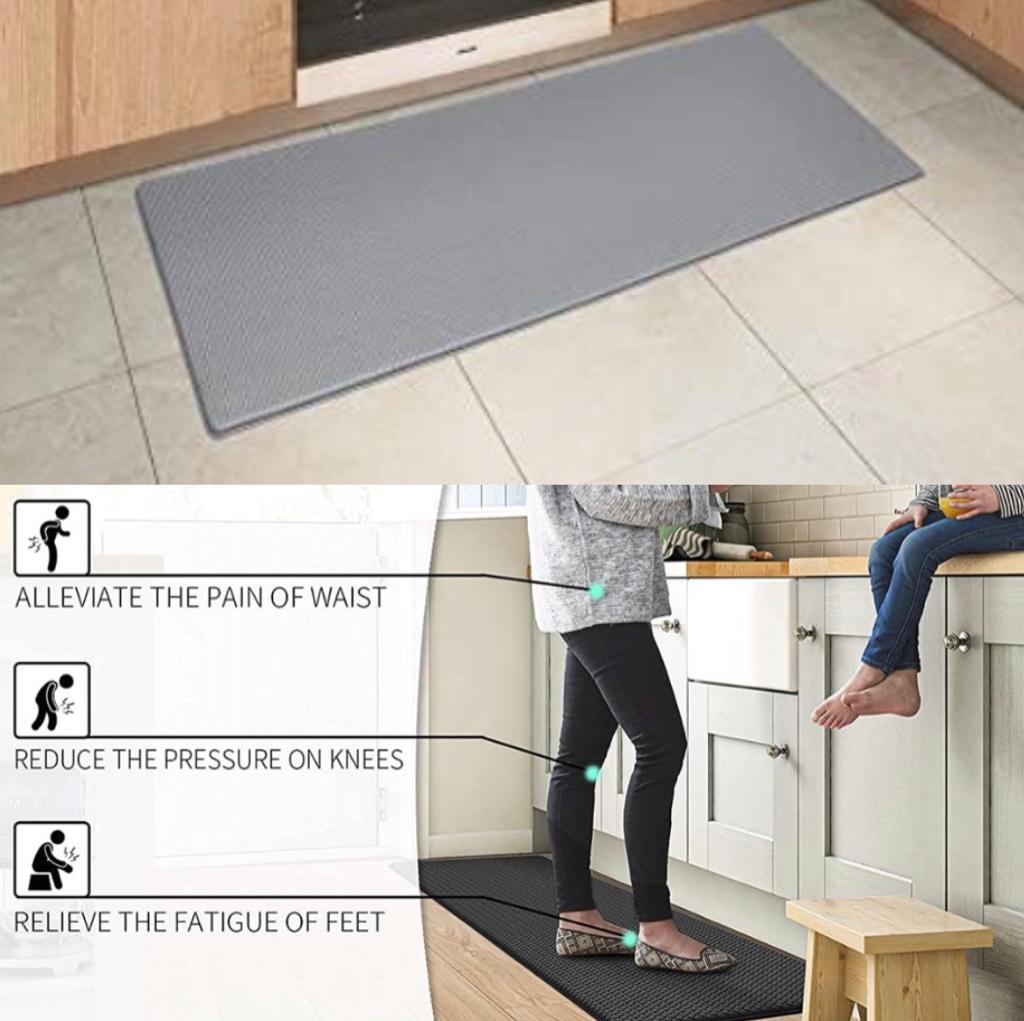 ALLEVIATE THE PAIN OF WAIST
REDUCE THE PRESSURE ON KNEES
RELIEVE THE FATIGUE OF FEET